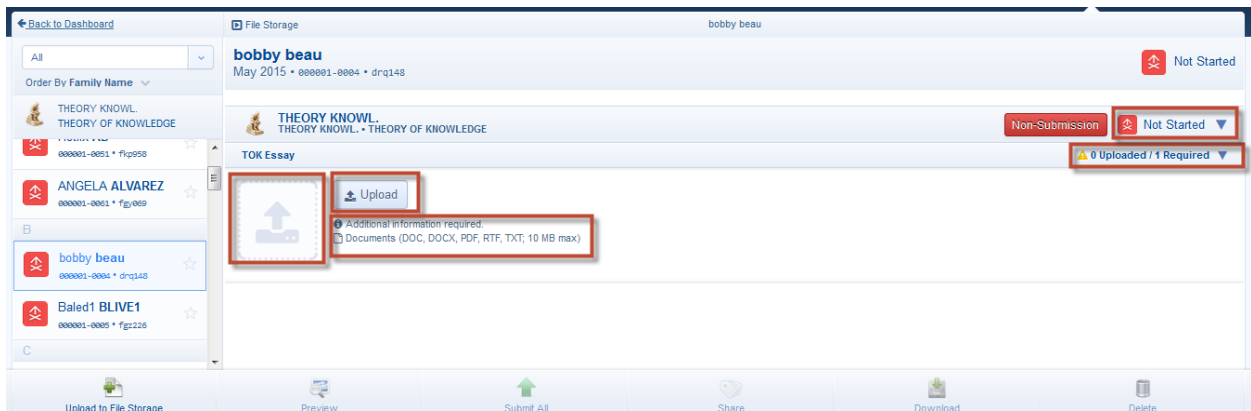 Back to Dashboard
File Storage
bobby beau
All
Order By Family Name
THEORY KNOWL.
THEORY OF KNOWLEDGE
000001-0051 • fkp958
ANGELA ALVAREZ
000001-0061 • fgy069
B
bobby beau
000001-0004 • drq148
Baled1 BLIVE1
000001-0005 • fgz226
C
bobby beau
May 2015 • 000001-0004 • drq148
Not Started
THEORY KNOWL.
THEORY KNOWL. • THEORY OF KNOWLEDGE
Non-Submission
Not Started
TOK Essay
0 Uploaded / 1 Required
Upload
Additional information required.
Documents (DOC, DOCX, PDF, RTF, TXT; 10 MB max)
Upload to File Storage
Preview
Submit All
Share
Download
Delete